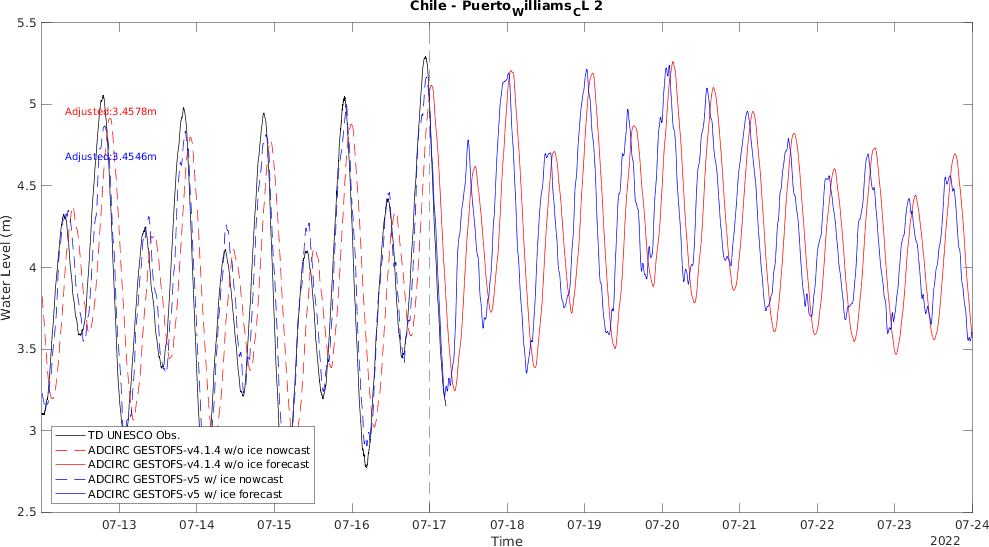 Chile - Puerto_Williams_CL 2
Water Level (m)
5.5
5
4.5
4
3.5
3
2.5
Adjusted:3.4578m
Adjusted:3.4546m
TD UNESCO Obs.
ADCIRC GESTOFS-v4.1.4 w/o ice nowcast
ADCIRC GESTOFS-v4.1.4 w/o ice forecast
ADCIRC GESTOFS-v5 w/ ice nowcast
ADCIRC GESTOFS-v5 w/ ice forecast
07-13 07-14 07-15 07-16 07-17 07-18 07-19 07-20 07-21 07-22 07-23 07-24
Time
2022